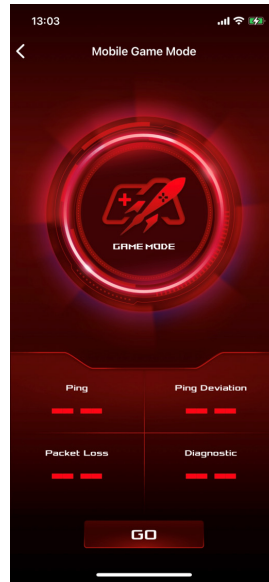 13:03
Mobile Game Mode
GAME MODE
Ping
Ping Deviation
-- --
Packet Loss
Diagnostic
GO